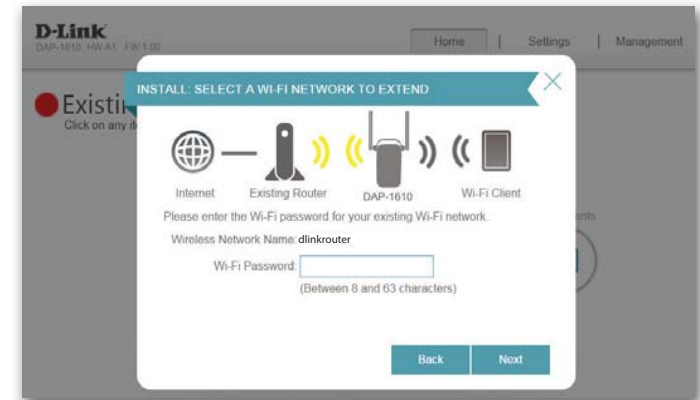 D-Link
DAP-1610 HW:A1 FW:1.00
Home | Settings | Management
INSTALL: SELECT A WI-FI NETWORK TO EXTEND
Existi
Click on any it
Internet
Existing Router
DAP-1610
Wi-Fi Client
Please enter the Wi-Fi password for your existing Wi-Fi network.
Wireless Network Name: dlinkrouter
Wi-Fi Password:
(Between 8 and 63 characters)
ents
Back
Next